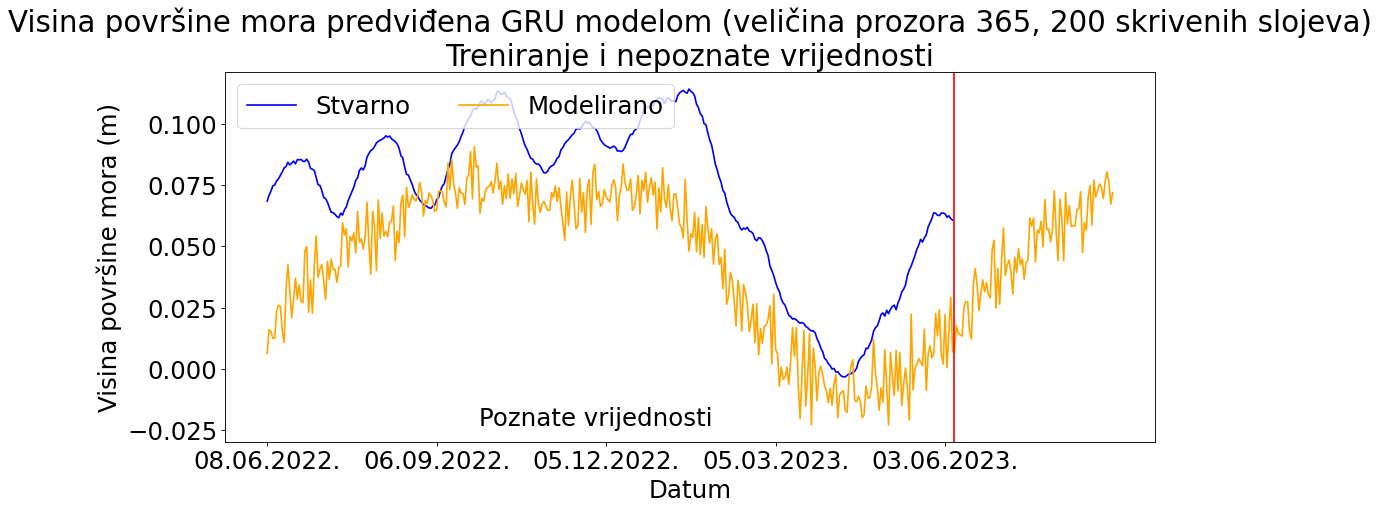 Visina površine mora predviđena GRU modelom (veličina prozora 365, 200 skrivenih slojeva)
Treniranje i nepoznate vrijednosti
Stvarno
Modelirano
Visina površine mora (m)
0.100
0.075
0.050
0.025
0.000
−0.025
Poznate vrijednosti
08.06.2022.
06.09.2022.
05.12.2022.
05.03.2023.
03.06.2023.
Datum